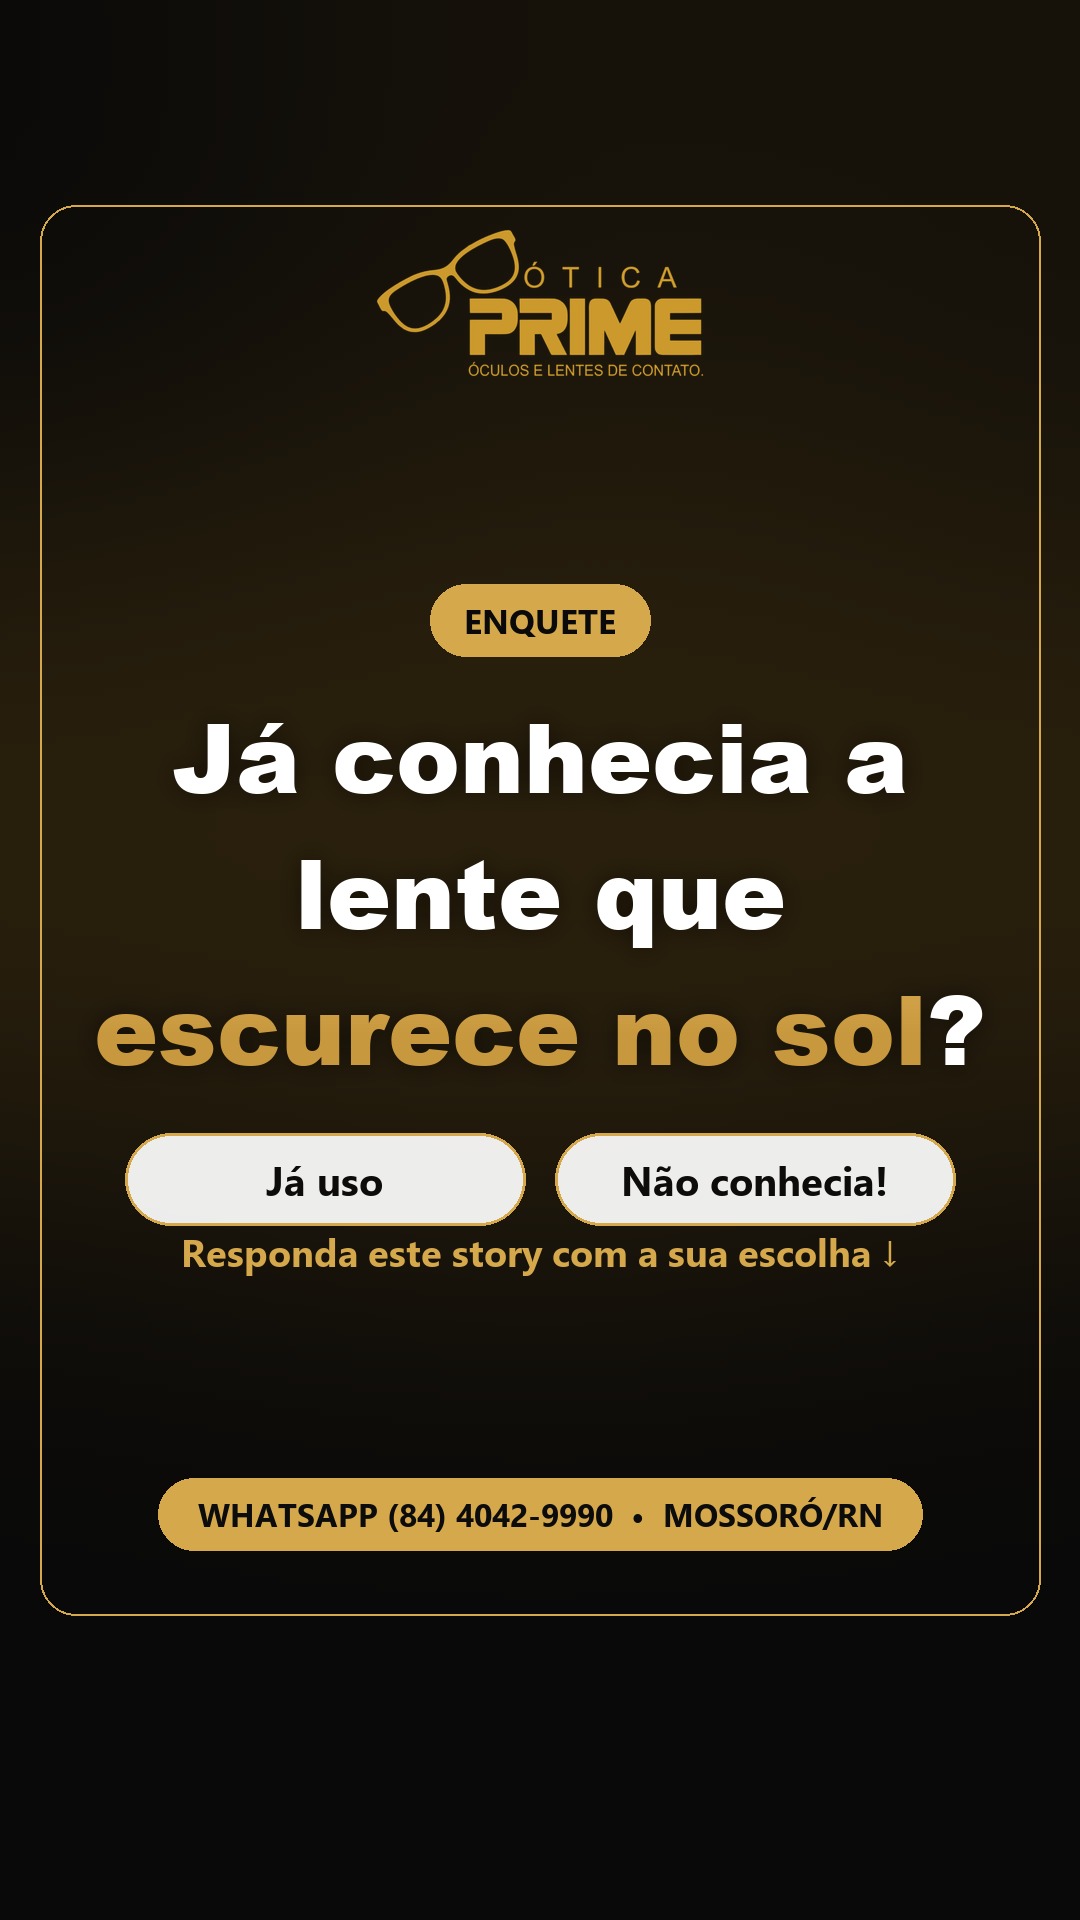 ÓTICA
PRIME
ÓCULOS E LENTES DE CONTATO.
ENQUETE
Já conhecia a
lente que
escurece no sol?
Já uso
Não conhecia!
Responda este story com a sua escolha ↓
WHATSAPP (84) 4042-9990 • MOSSORÓ/RN